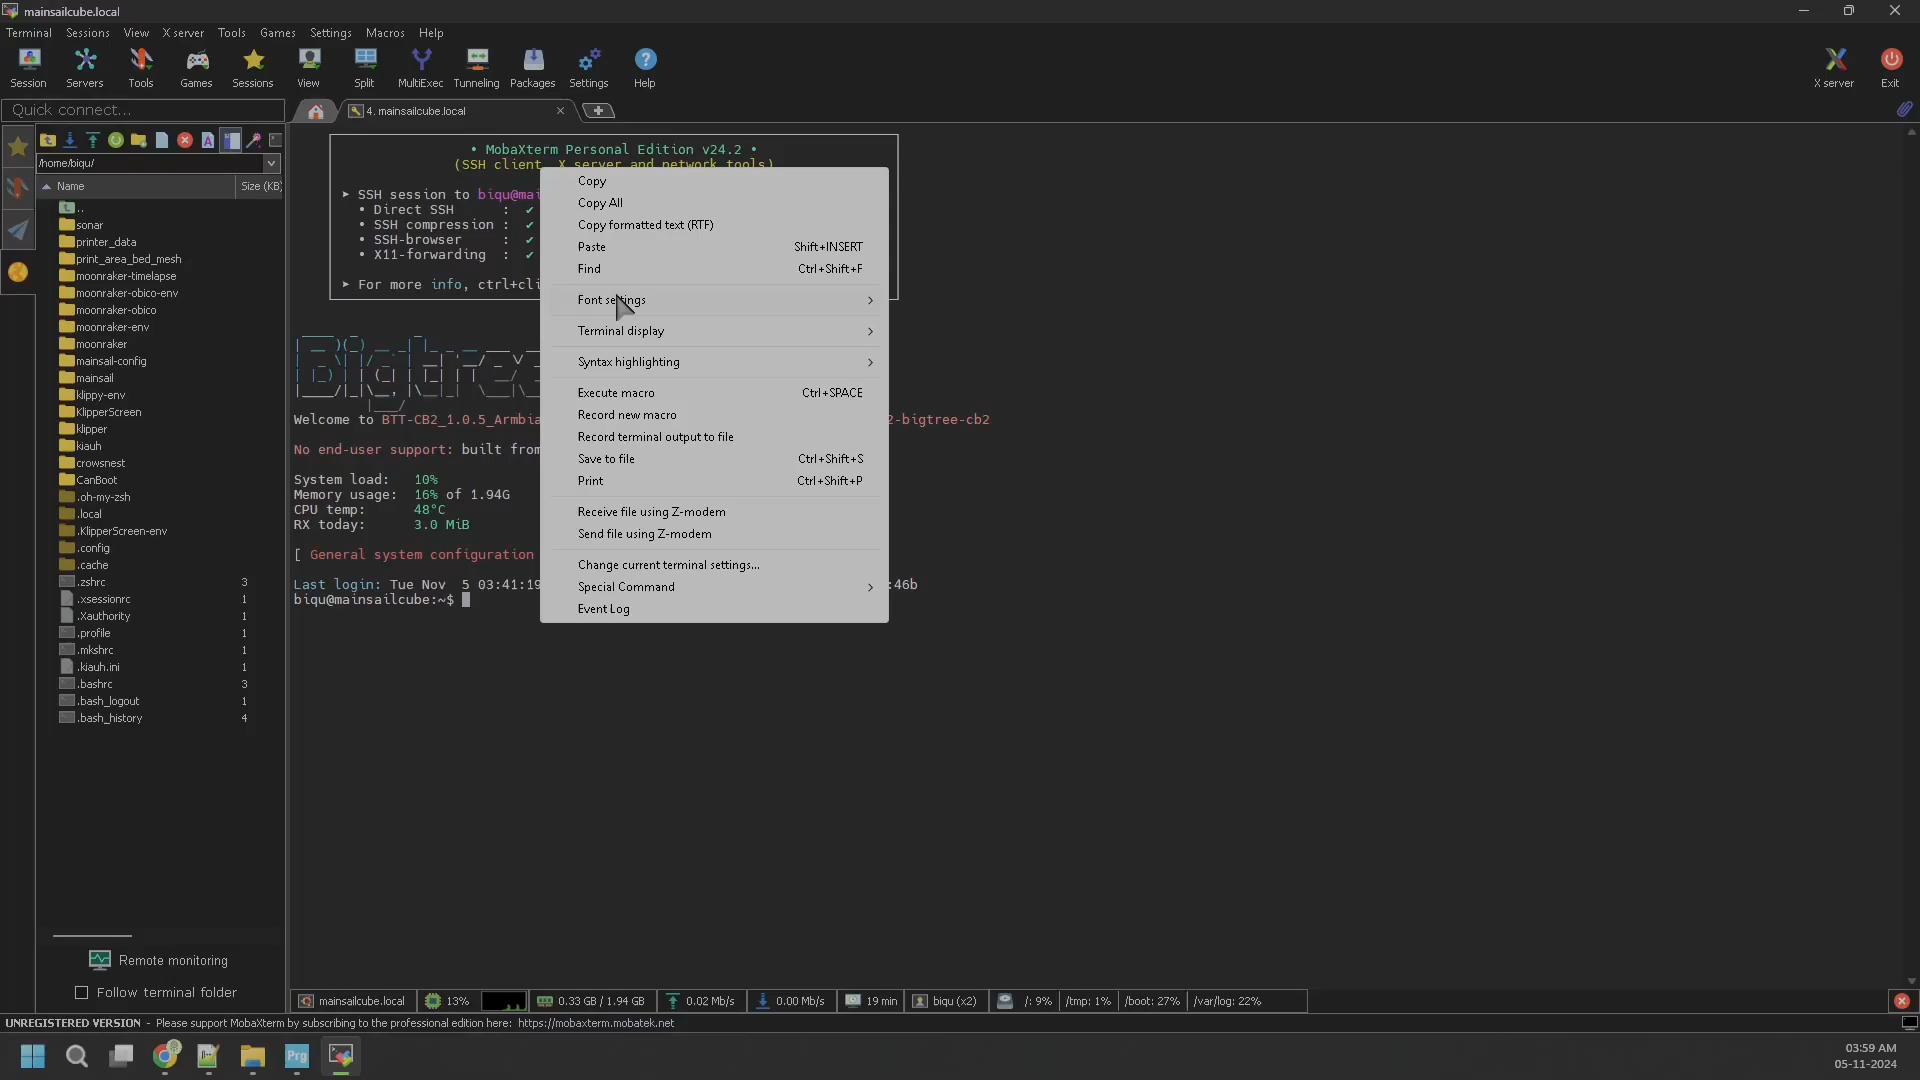 mainsailcube.local
Terminal Sessions View X server Tools Games Settings Macros Help
Session Servers Tools Games Sessions View Split MultiExec Tunneling Packages Settings Help X server Exit
Quick connect...
4. mainsailcube.local
/home/biqu/
Name Size (KB)
..
sonar
printer_data
print_area_bed_mesh
moonraker-timelapse
moonraker-obico-env
moonraker-obico
moonraker-env
moonraker
mainsail-config
mainsail
klippy-env
KlipperScreen
klipper
kiauh
crowsnest
CanBoot
.oh-my-zsh
.local
.KlipperScreen-env
.config
.cache
.zshrc 3
.xsessionrc 1
.Xauthority 1
.profile 1
.mkshrc 1
.kiauh.ini 1
.bashrc 3
.bash_logout 1
.bash_history 4
Remote monitoring
Follow terminal folder
• MobaXterm Personal Edition v24.2 •
(SSH client, X server and network tools)
➤ SSH session to biqu@mai
• Direct SSH : ✔
• SSH compression : ✔
• SSH-browser : ✔
• X11-forwarding : ✔
➤ For more info, ctrl+cli
Welcome to BTT-CB2_1.0.5_Armbia 2-bigtree-cb2
No end-user support: built from
System load: 10%
Memory usage: 16% of 1.94G
CPU temp: 48°C
RX today: 3.0 MiB
[ General system configuration
Last login: Tue Nov 5 03:41:19 :46b
biqu@mainsailcube:~$
Copy
Copy All
Copy formatted text (RTF)
Paste Shift+INSERT
Find Ctrl+Shift+F
Font settings
Terminal display
Syntax highlighting
Execute macro Ctrl+SPACE
Record new macro
Record terminal output to file
Save to file Ctrl+Shift+S
Print Ctrl+Shift+P
Receive file using Z-modem
Send file using Z-modem
Change current terminal settings...
Special Command
Event Log
mainsailcube.local 13% 0.33 GB / 1.94 GB 0.02 Mb/s 0.00 Mb/s 19 min biqu (x2) /: 9% /tmp: 1% /boot: 27% /var/log: 22%
UNREGISTERED VERSION - Please support MobaXterm by subscribing to the professional edition here: https://mobaxterm.mobatek.net
Prg
03:59 AM
05-11-2024